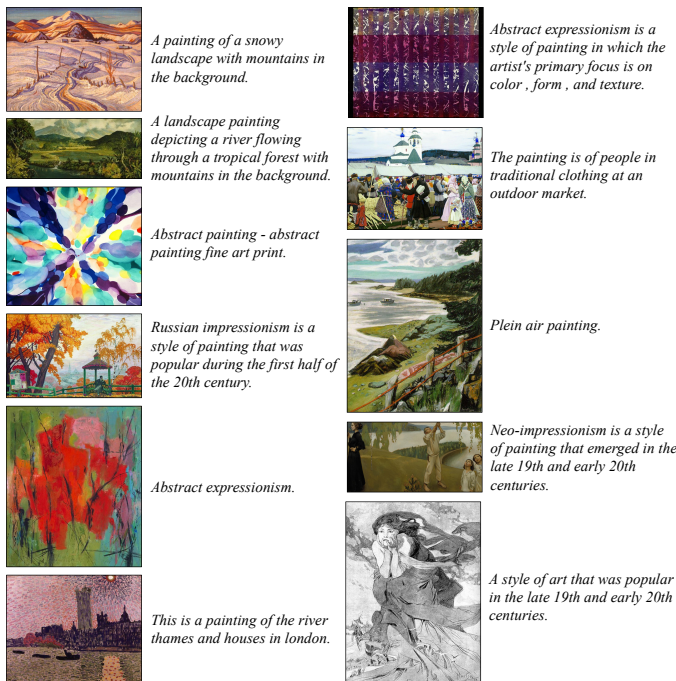 A painting of a snowy
landscape with mountains in
the background.
A landscape painting
depicting a river flowing
through a tropical forest with
mountains in the background.
Abstract painting - abstract
painting fine art print.
Russian impressionism is a
style of painting that was
popular during the first half of
the 20th century.
Abstract expressionism.
This is a painting of the river
thames and houses in london.
Abstract expressionism is a
style of painting in which the
artist's primary focus is on
color , form , and texture.
The painting is of people in
traditional clothing at an
outdoor market.
Plein air painting.
Neo-impressionism is a style
of painting that emerged in the
late 19th and early 20th
centuries.
A style of art that was popular
in the late 19th and early 20th
centuries.